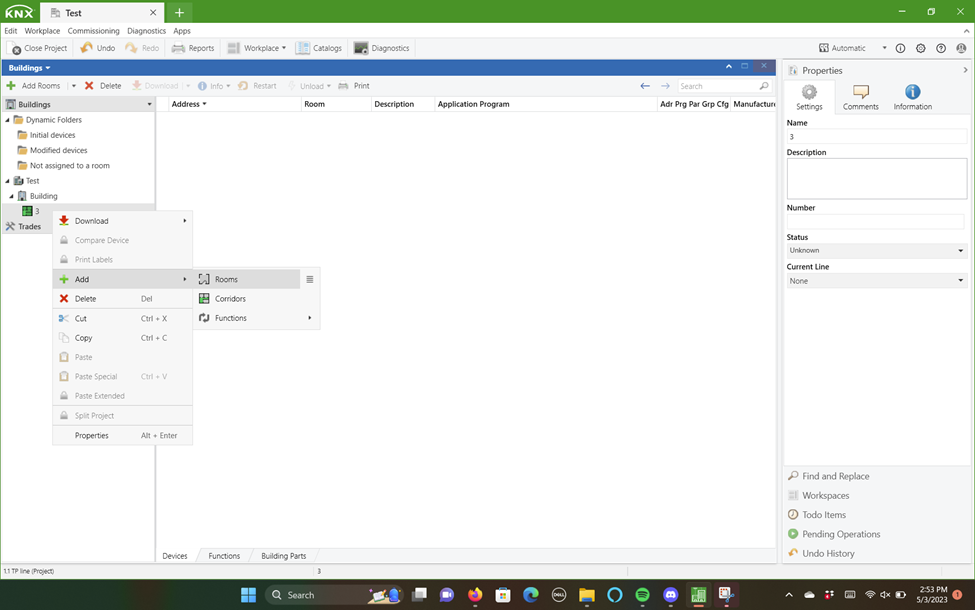 KNX Test
Edit Workplace Commissioning Diagnostics Apps
Close Project Undo Redo Reports Workplace Catalogs Diagnostics Automatic
Buildings
Add Rooms Delete Download Info Restart Unload Print Search
Buildings
Dynamic Folders
Initial devices
Modified devices
Not assigned to a room
Test
Building
3
Trades
Address Room Description Application Program Adr Prg Par Grp Cfg Manufacture
Download
Compare Device
Print Labels
Add
Delete Del
Cut Ctrl + X
Copy Ctrl + C
Paste
Paste Special Ctrl + V
Paste Extended
Split Project
Properties Alt + Enter
Rooms
Corridors
Functions
Properties
Settings Comments Information
Name
3
Description
Number
Status
Unknown
Current Line
None
Find and Replace
Workspaces
Todo Items
Pending Operations
Undo History
Devices Functions Building Parts
1.1 TP line (Project) 3
Search
DELL
2:53 PM
5/3/2023
1